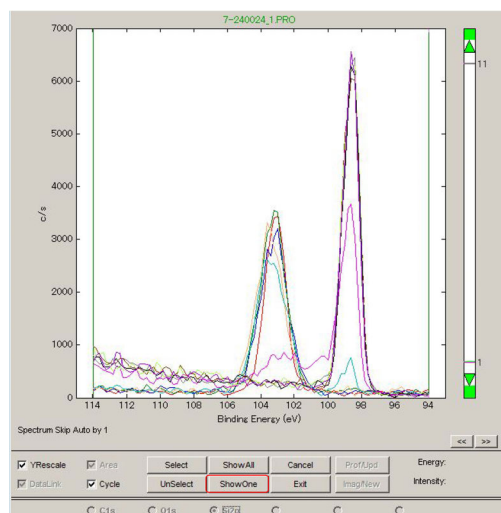 7-240024_1.PRO
7000
6000
5000
4000
3000
2000
1000
0
c/s
114 112 110 108 106 104 102 100 98 96 94
Binding Energy (eV)
11
1
Spectrum Skip Auto by 1
<< >>
YRescale Area Select ShowAll Cancel Prof/Upd Energy:
DataLink Cycle UnSelect ShowOne Exit Imag/New Intensity:
C1s O1s Si2p